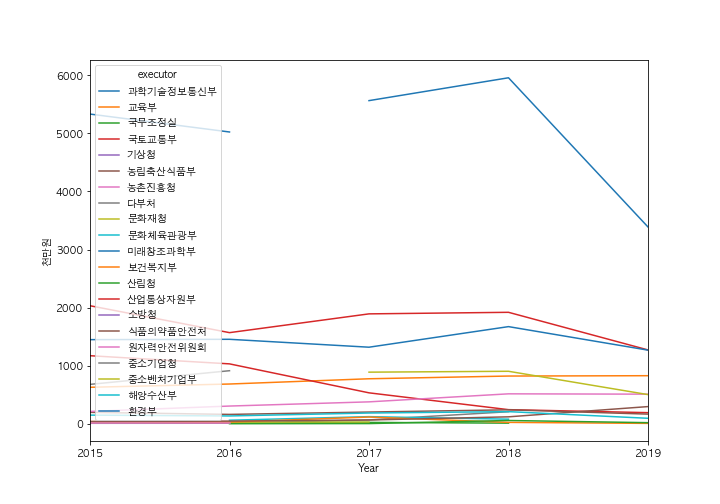 executor
과학기술정보통신부
교육부
국무조정실
국토교통부
기상청
농림축산식품부
농촌진흥청
다부처
문화재청
문화체육관광부
미래창조과학부
보건복지부
산림청
산업통상자원부
소방청
식품의약품안전처
원자력안전위원회
중소기업청
중소벤처기업부
해양수산부
환경부
6000
5000
4000
3000
2000
1000
0
천만원
2015 2016 2017 2018 2019
Year